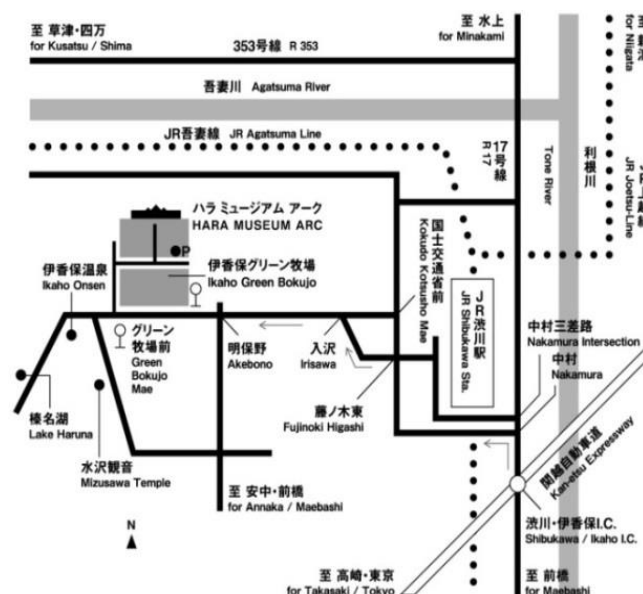 至 草津・四万
for Kusatsu / Shima
353号線 R 353
至 水上
for Minakami
for Niigata
吾妻川 Agatsuma River
JR吾妻線 JR Agatsuma Line
17号線
R 17
利根川
Tone River
JR Joetsu-Line
ハラ ミュージアム アーク
HARA MUSEUM ARC
P
伊香保グリーン牧場
Ikaho Green Bokujo
伊香保温泉
Ikaho Onsen
国土交通省前
Kokudo Kotsusho Mae
JR渋川駅
JR Shibukawa Sta.
グリーン
牧場前
Green
Bokujo
Mae
明保野
Akebono
入沢
Irisawa
中村三差路
Nakamura Intersection
中村
Nakamura
藤ノ木東
Fujinoki Higashi
榛名湖
Lake Haruna
水沢観音
Mizusawa Temple
関越自動車道
Kan-etsu Expressway
至 安中・前橋
for Annaka / Maebashi
渋川・伊香保I.C.
Shibukawa / Ikaho I.C.
N
至 高崎・東京
for Takasaki / Tokyo
至 前橋
for Maebashi